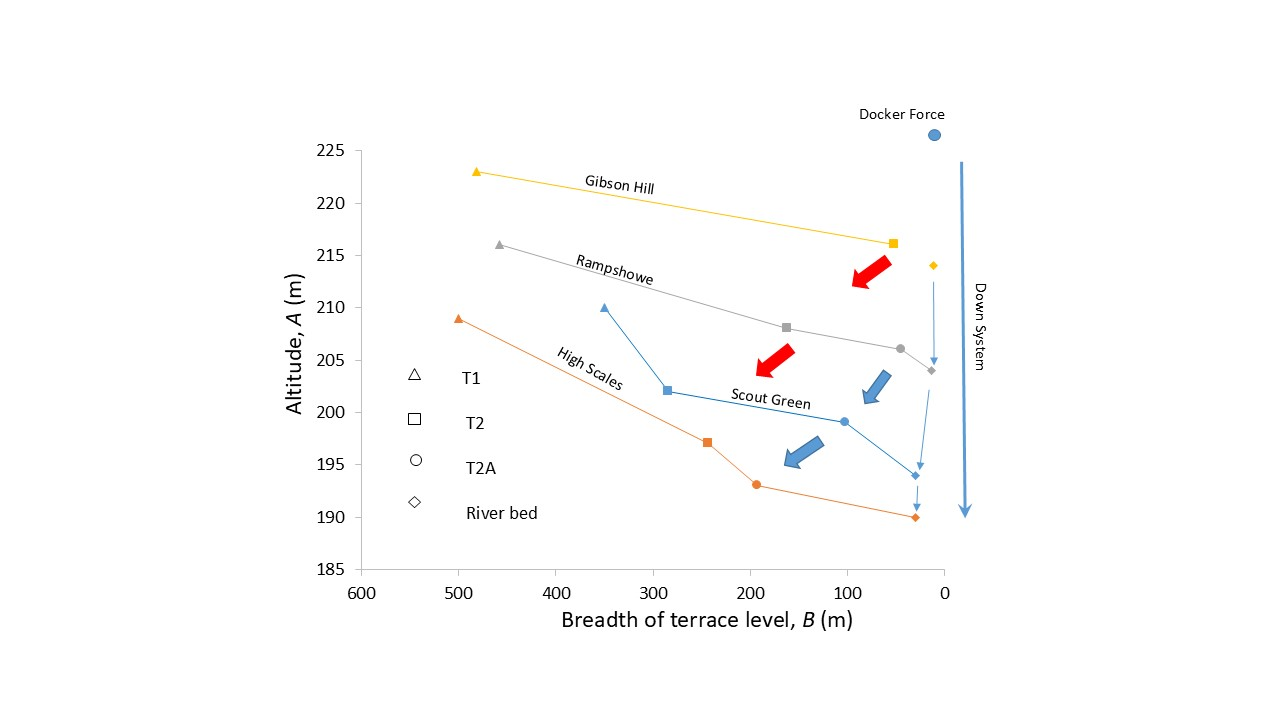 Docker Force
225
220
215
210
205
200
195
190
185
Altitude, A (m)
Gibson Hill
Rampshowe
High Scales
Scout Green
Down System
T1
T2
T2A
River bed
600 500 400 300 200 100 0
Breadth of terrace level, B (m)